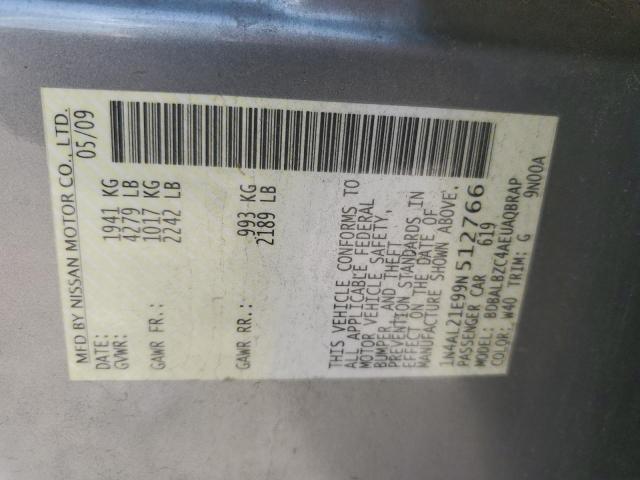 MFD BY NISSAN MOTOR CO., LTD.
DATE: 05/09
GVWR: 1941 KG
4279 LB
GAWR FR: 1017 KG
2242 LB
GAWR RR: 993 KG
2189 LB
THIS VEHICLE CONFORMS TO
ALL APPLICABLE FEDERAL
MOTOR VEHICLE SAFETY,
BUMPER, AND THEFT
PREVENTION STANDARDS IN
EFFECT ON THE DATE OF
MANUFACTURE SHOWN ABOVE.
1N4AL21E99N512766
PASSENGER CAR 619
MODEL: BDBALBZC4AEUAQBRAP
COLOR: W40 TRIM: G 9N00A